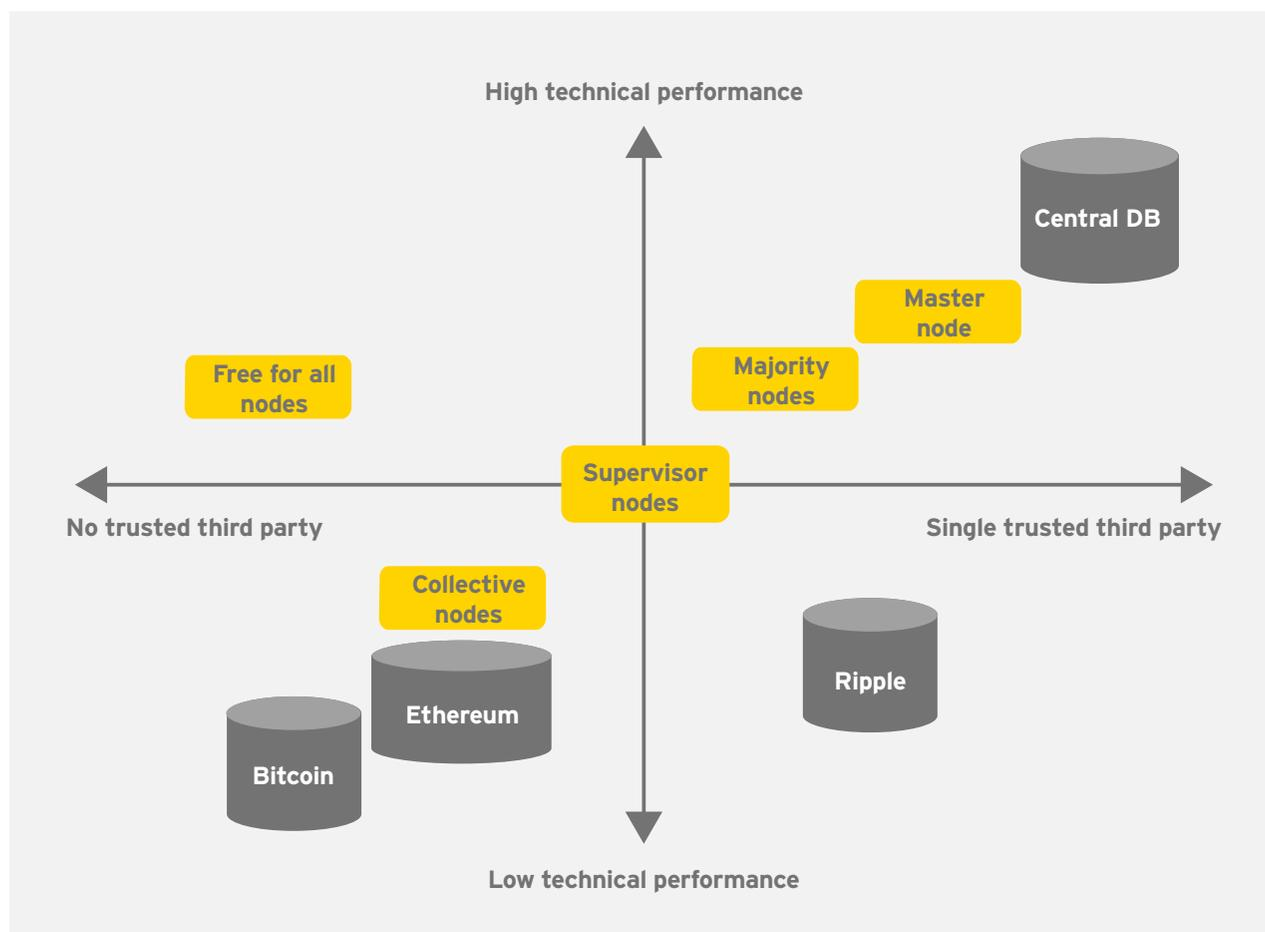 High technical performance
Central DB
Master
node
Majority
nodes
Free for all
nodes
Supervisor
nodes
No trusted third party
Single trusted third party
Collective
nodes
Ripple
Ethereum
Bitcoin
Low technical performance